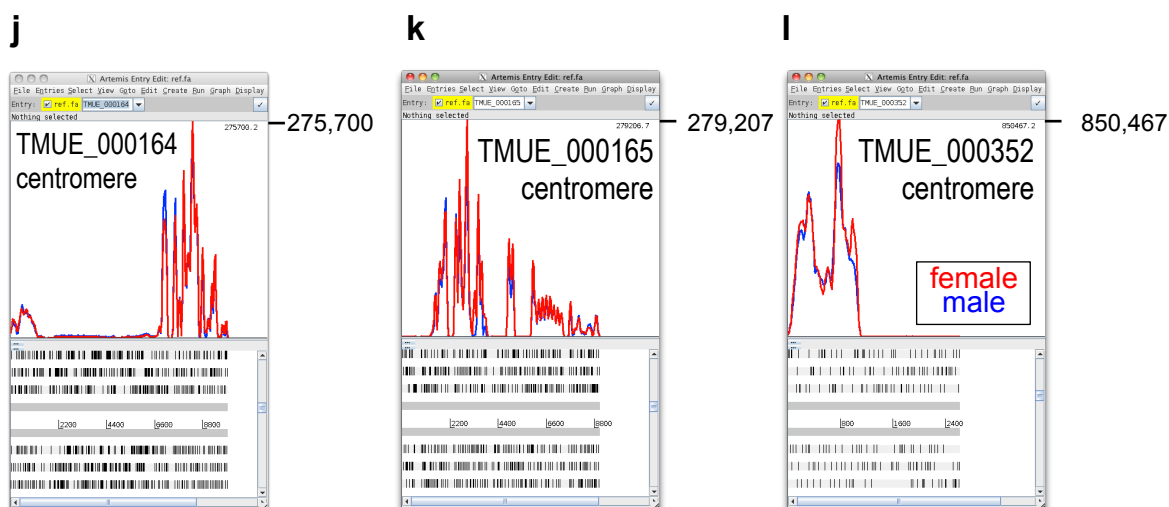 j
k
l
Artemis Entry Edit: ref.fa
File Entries Select View Goto Edit Create Run Graph Display
Entry: ref.fa TMUE_000164
Nothing selected
275700.2
275,700
TMUE_000164
centromere
2200 4400 6600 8800
Artemis Entry Edit: ref.fa
File Entries Select View Goto Edit Create Run Graph Display
Entry: ref.fa TMUE_000165
Nothing selected
279206.7
279,207
TMUE_000165
centromere
2200 4400 6600 8800
Artemis Entry Edit: ref.fa
File Entries Select View Goto Edit Create Run Graph Display
Entry: ref.fa TMUE_000352
Nothing selected
850467.2
850,467
TMUE_000352
centromere
female
male
800 1600 2400